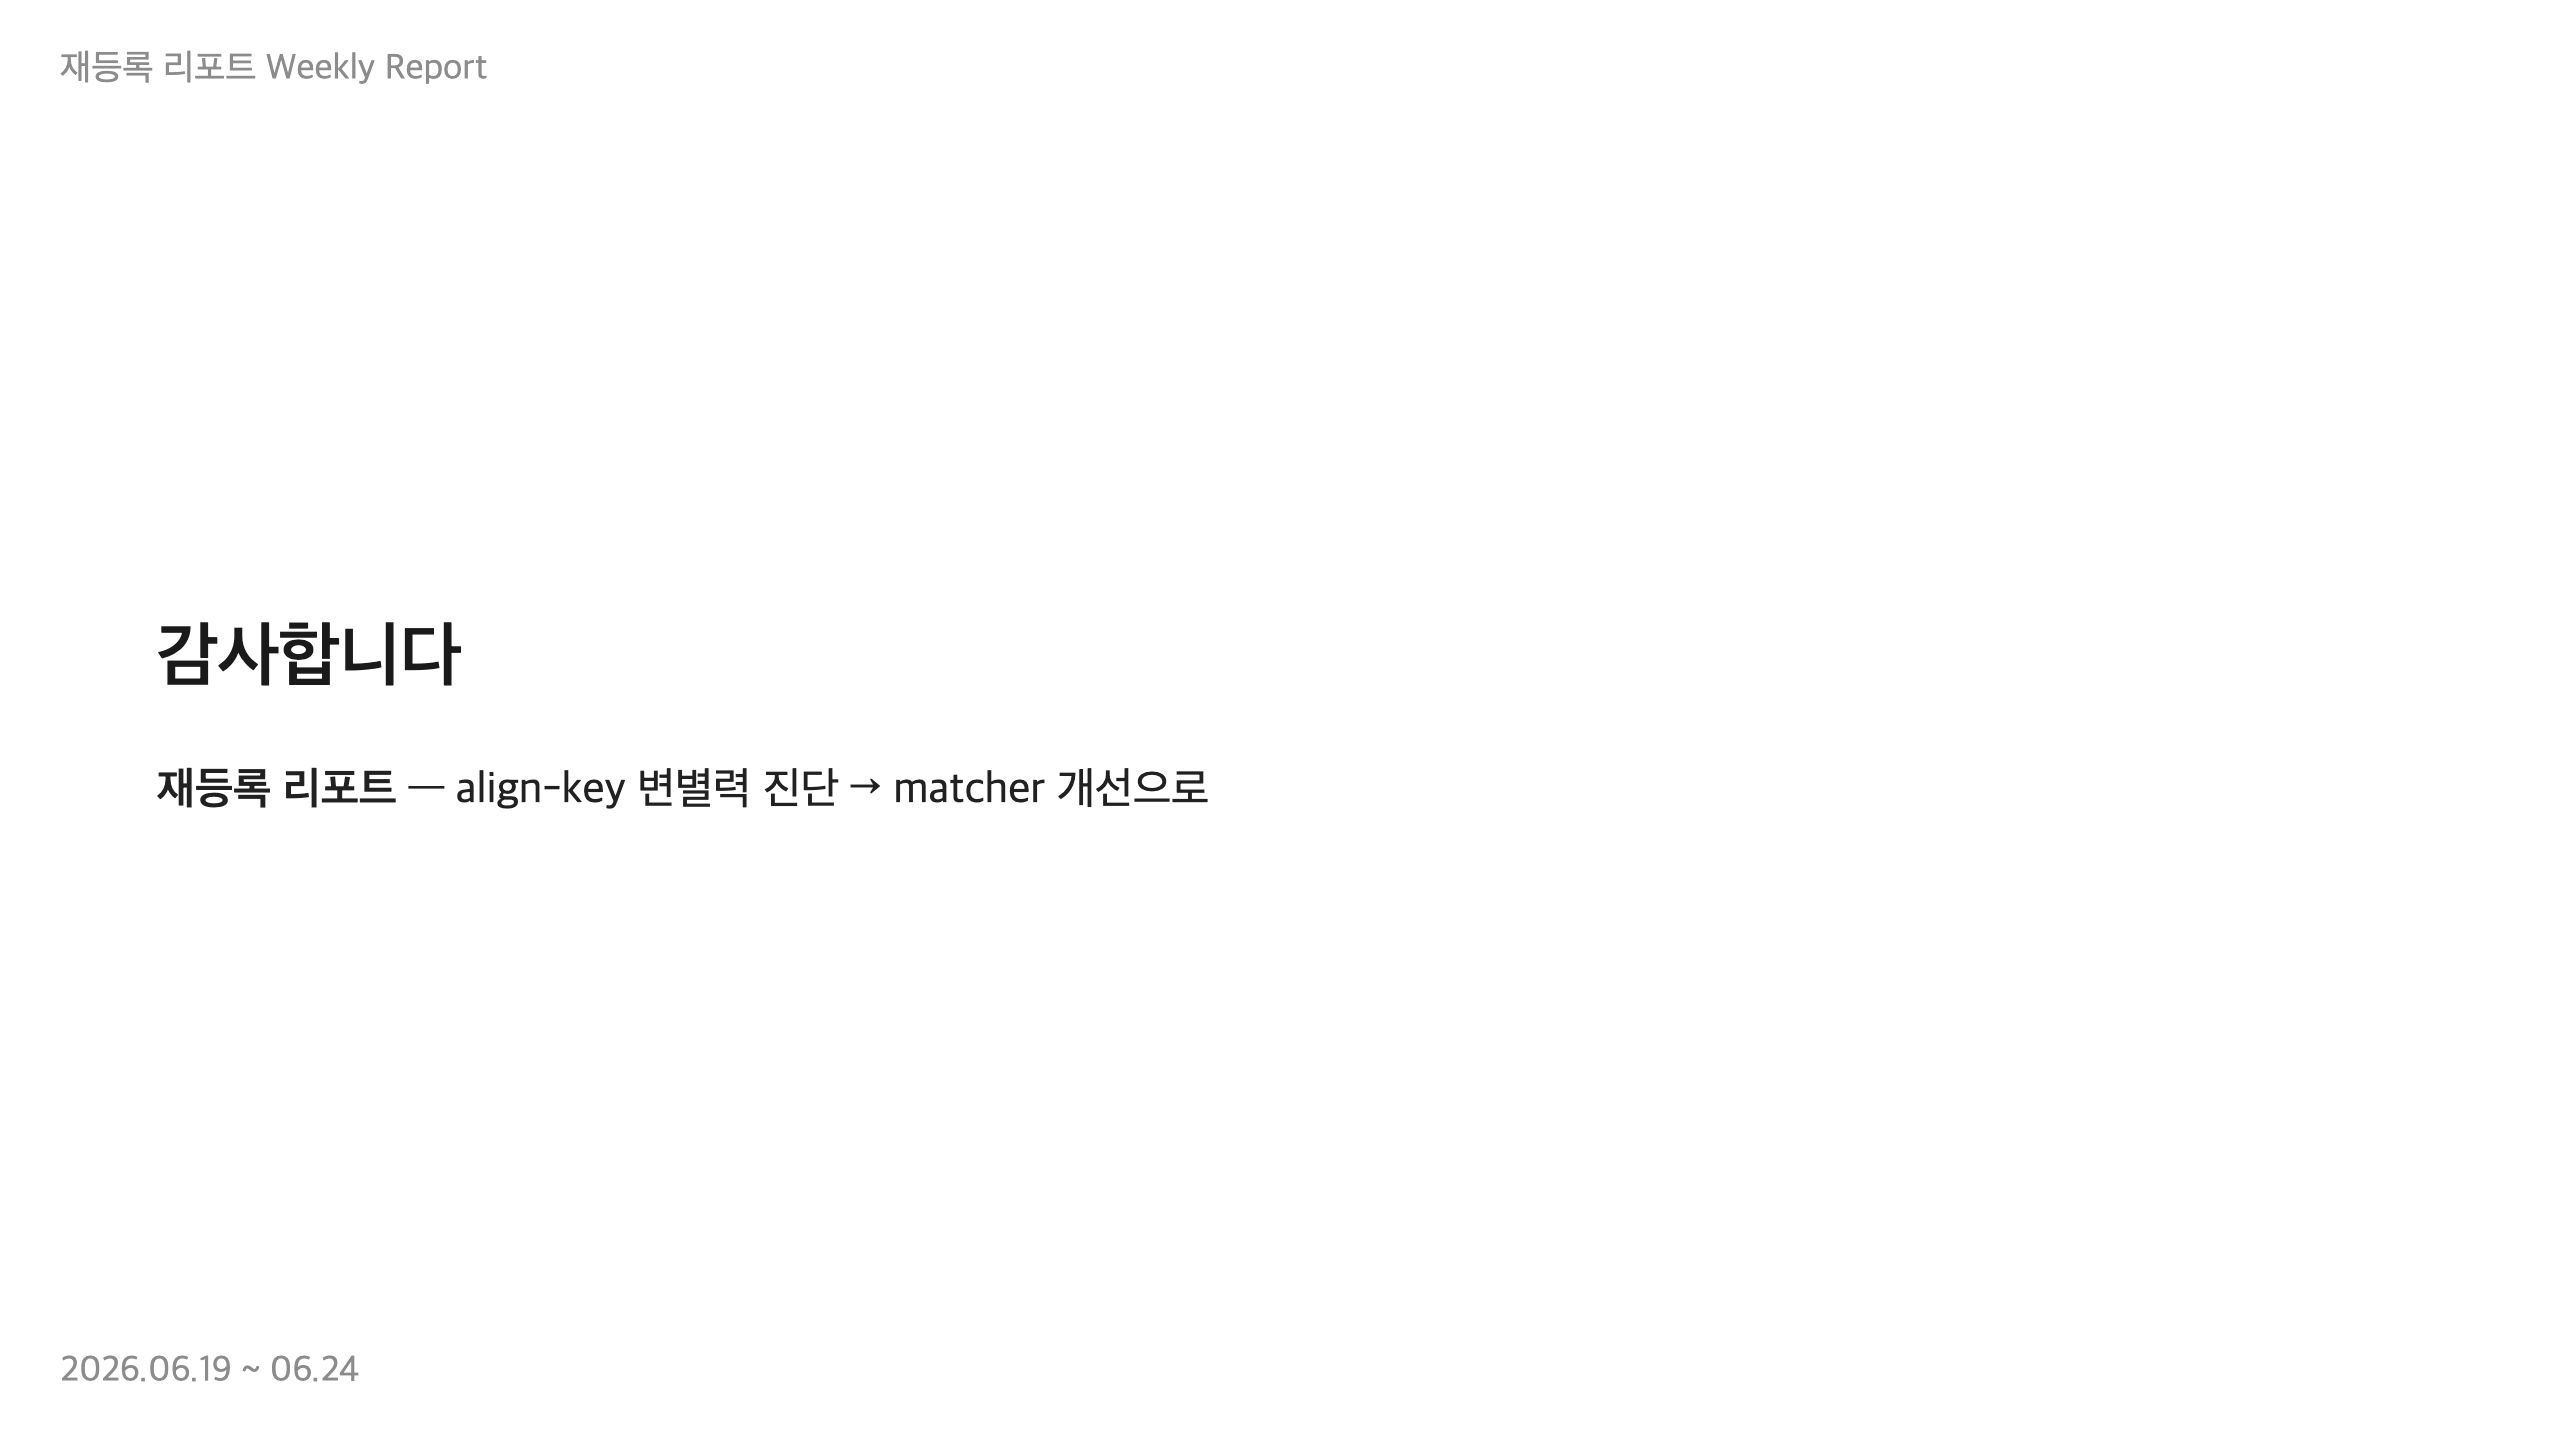 재등록 리포트 Weekly Report
감사합니다
재등록 리포트 — align-key 변별력 진단 → matcher 개선으로
2026.06.19 ~ 06.24